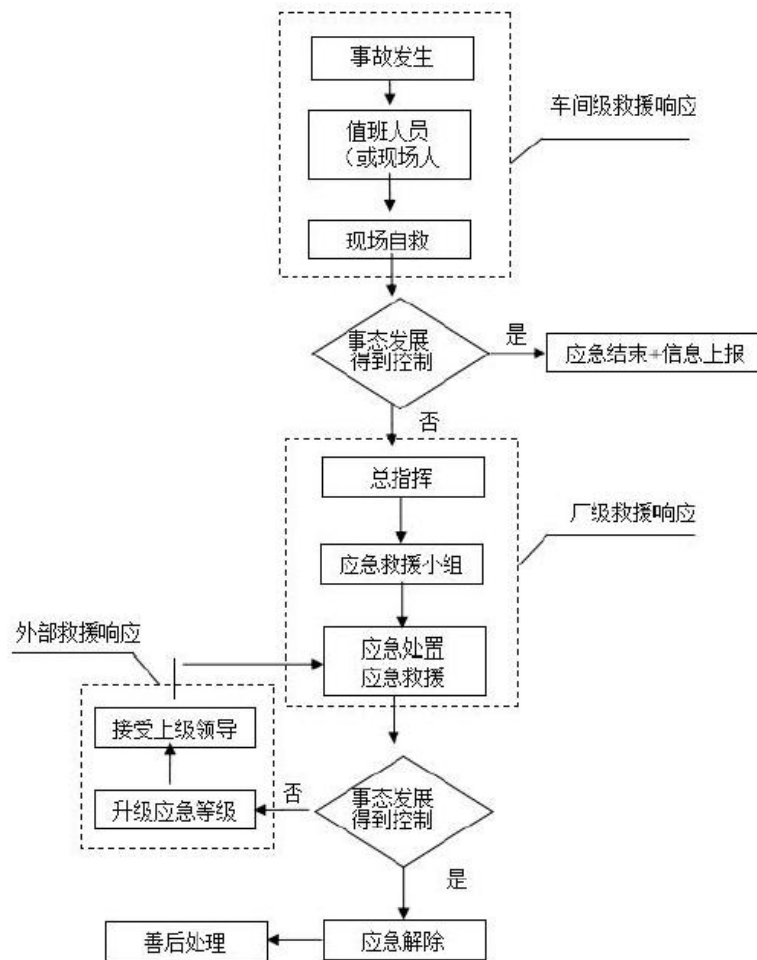 事故发生
车间级救援响应
值班人员
（或现场人
现场自救
事态发展
得到控制
是
应急结束+信息上报
否
总指挥
厂级救援响应
应急救援小组
外部救援响应
应急处置
应急救援
接受上级领导
升级应急等级
否
事态发展
得到控制
是
善后处理
应急解除